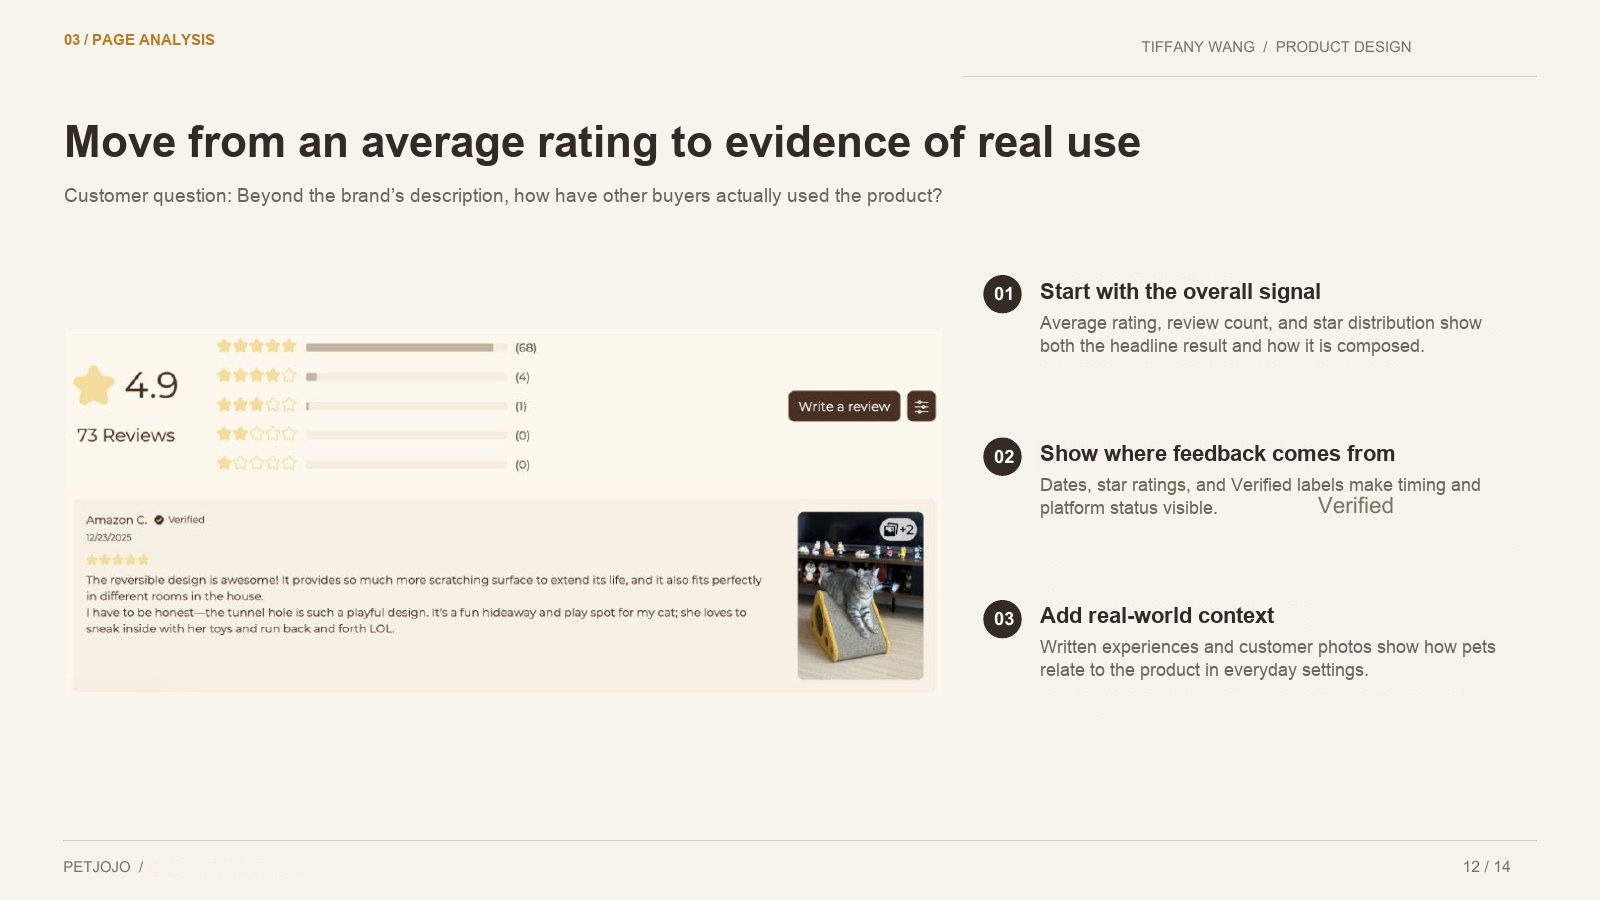 03 / PAGE ANALYSIS
TIFFANY WANG / PRODUCT DESIGN
Move from an average rating to evidence of real use
Customer question: Beyond the brand’s description, how have other buyers actually used the product?
4.9
73 Reviews
(68)
(4)
(1)
(0)
(0)
Write a review
Amazon C. Verified
12/23/2025
The reversible design is awesome! It provides so much more scratching surface to extend its life, and it also fits perfectly
in different rooms in the house.
I have to be honest—the tunnel hole is such a playful design. It's a fun hideaway and play spot for my cat; she loves to
sneak inside with her toys and run back and forth LOL.
+2
01
Start with the overall signal
Average rating, review count, and star distribution show
both the headline result and how it is composed.
02
Show where feedback comes from
Dates, star ratings, and Verified labels make timing and
platform status visible.
Verified
03
Add real-world context
Written experiences and customer photos show how pets
relate to the product in everyday settings.
PETJOJO /
12 / 14